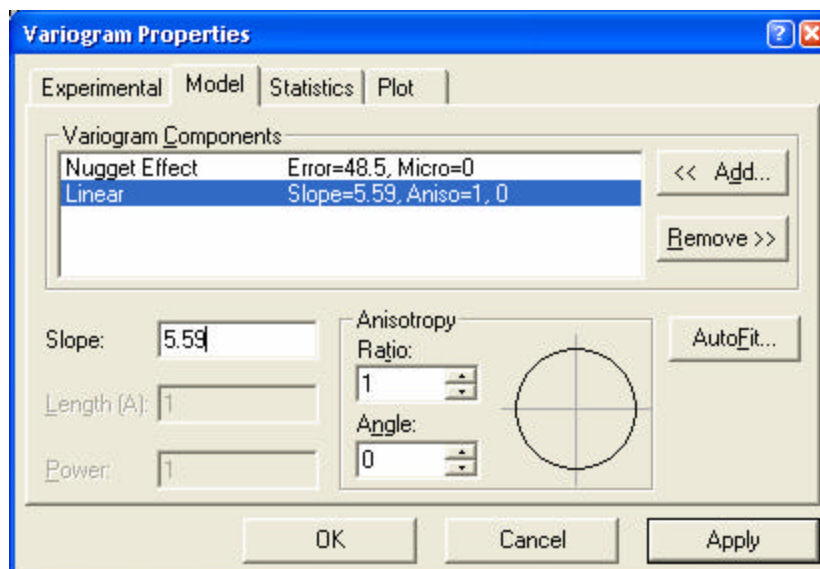 Variogram Properties
Experimental Model Statistics Plot
Variogram Components
Nugget Effect Error=48.5, Micro=0
Linear Slope=5.59, Aniso=1, 0
<< Add...
Remove >>
Slope: 5.59
Length (A): 1
Power: 1
Anisotropy
Ratio:
1
Angle:
0
AutoFit...
OK Cancel Apply